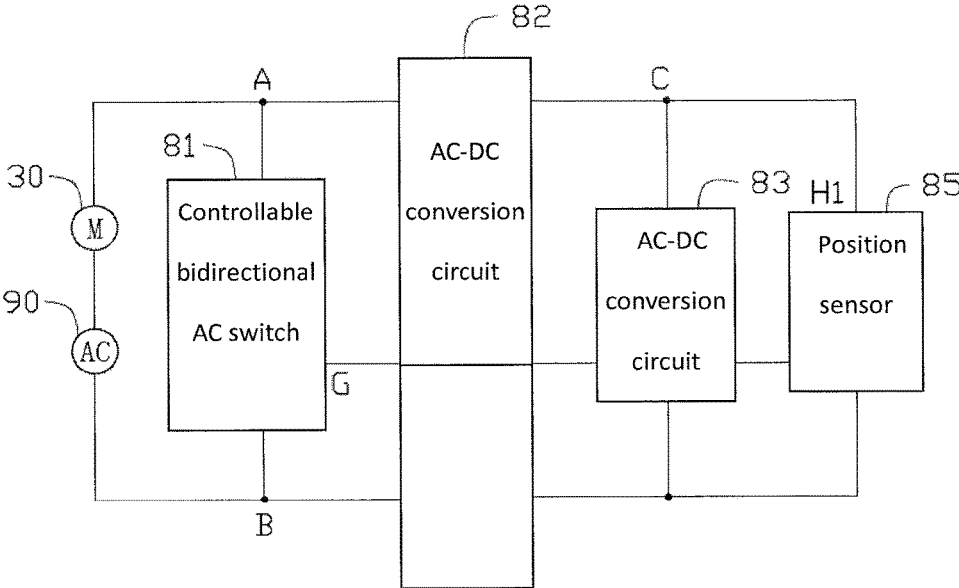 82
A
C
81
AC-DC
conversion
circuit
83
H1
85
30
Controllable
bidirectional
AC switch
M
AC-DC
conversion
circuit
Position
sensor
90
AC
G
B